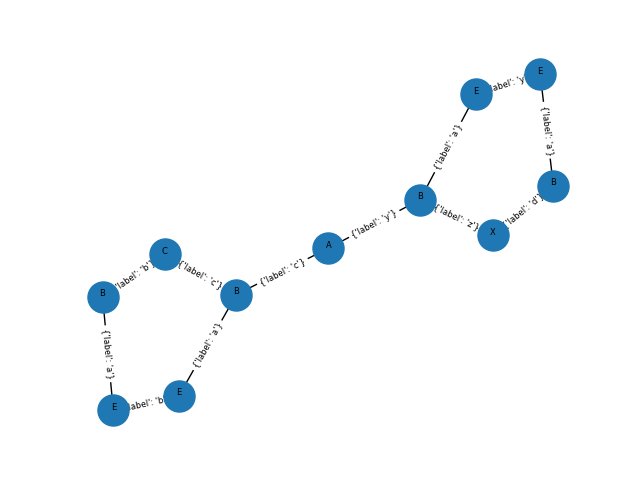 E
E
label': 'y
{'label': 'a'}
{'label': 'a'}
B
B
{'label': 'z'}
{'label': 'd'}
X
{'label': 'y'}
A
C
{'label': 'c'}
label': 'b'
{'label': 'c'}
B
B
{'label': 'a'}
{'label': 'a'}
E
label': 'b
E